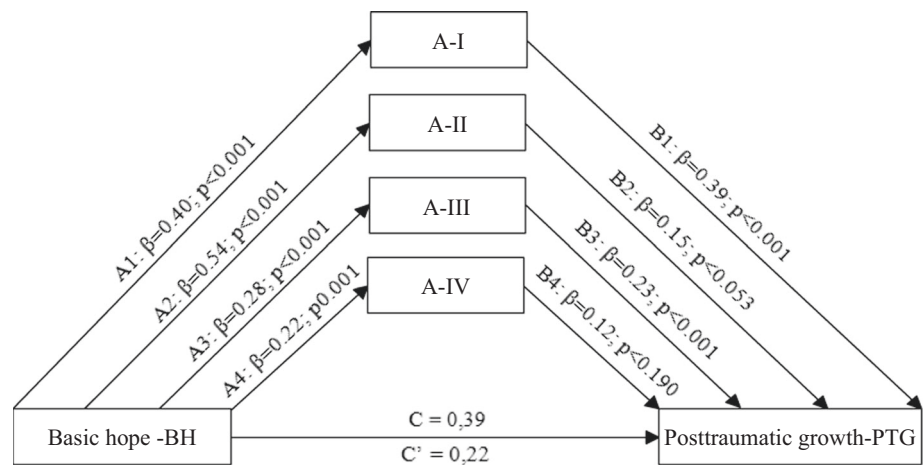 A-I
A-II
A-III
A-IV
A1: β=0.40; p<0.001
A2: β=0.54; p<0.001
A3: β=0.28; p<0.001
A4: β=0.22; p0.001
B1: β=0.39; p<0.001
B2: β=0.15; p<0.053
B3: β=0.23; p<0.001
B4: β=0.12; p<0.190
Basic hope -BH
C = 0,39
C’ = 0,22
Posttraumatic growth-PTG